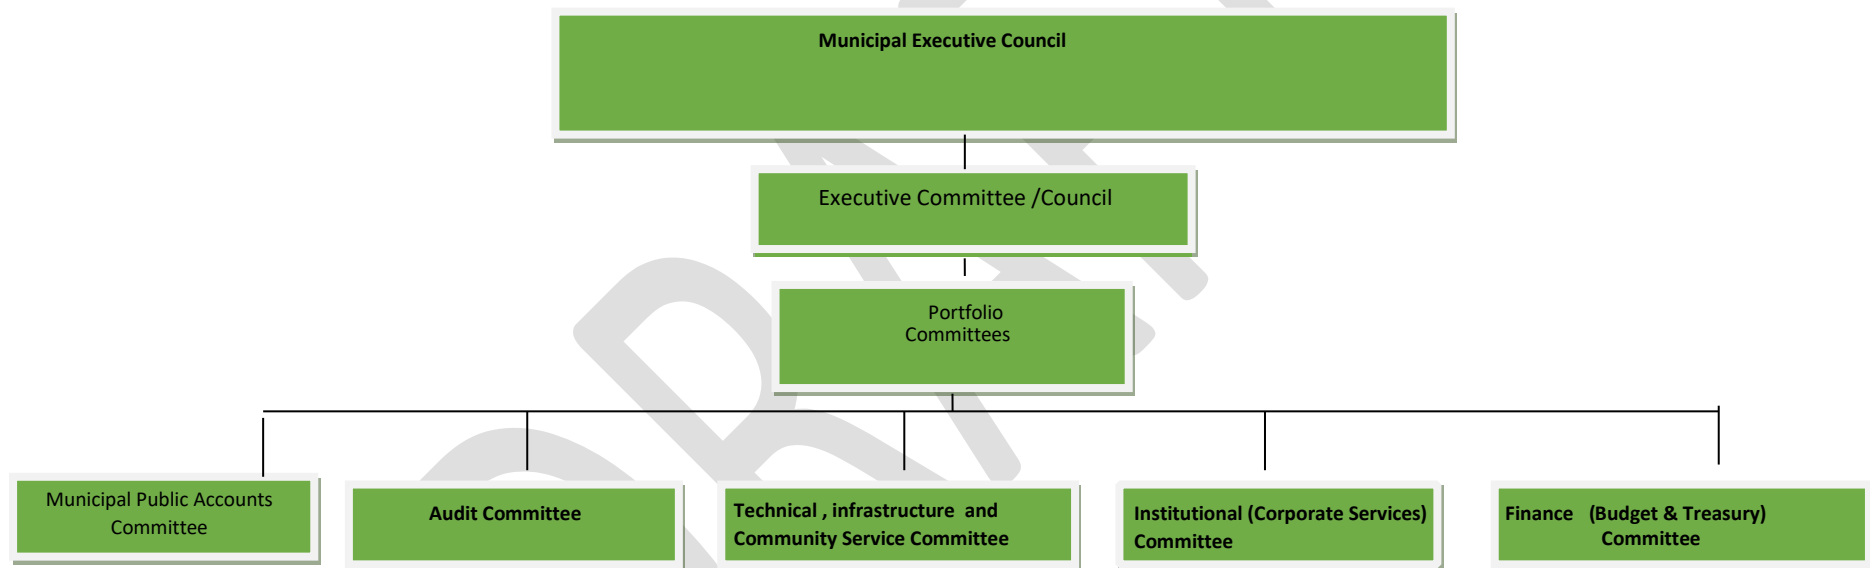 Municipal Executive Council
Executive Committee /Council
Portfolio
Committees
Municipal Public Accounts
Committee
Audit Committee
Technical , infrastructure and
Community Service Committee
Institutional (Corporate Services)
Committee
Finance (Budget & Treasury)
Committee